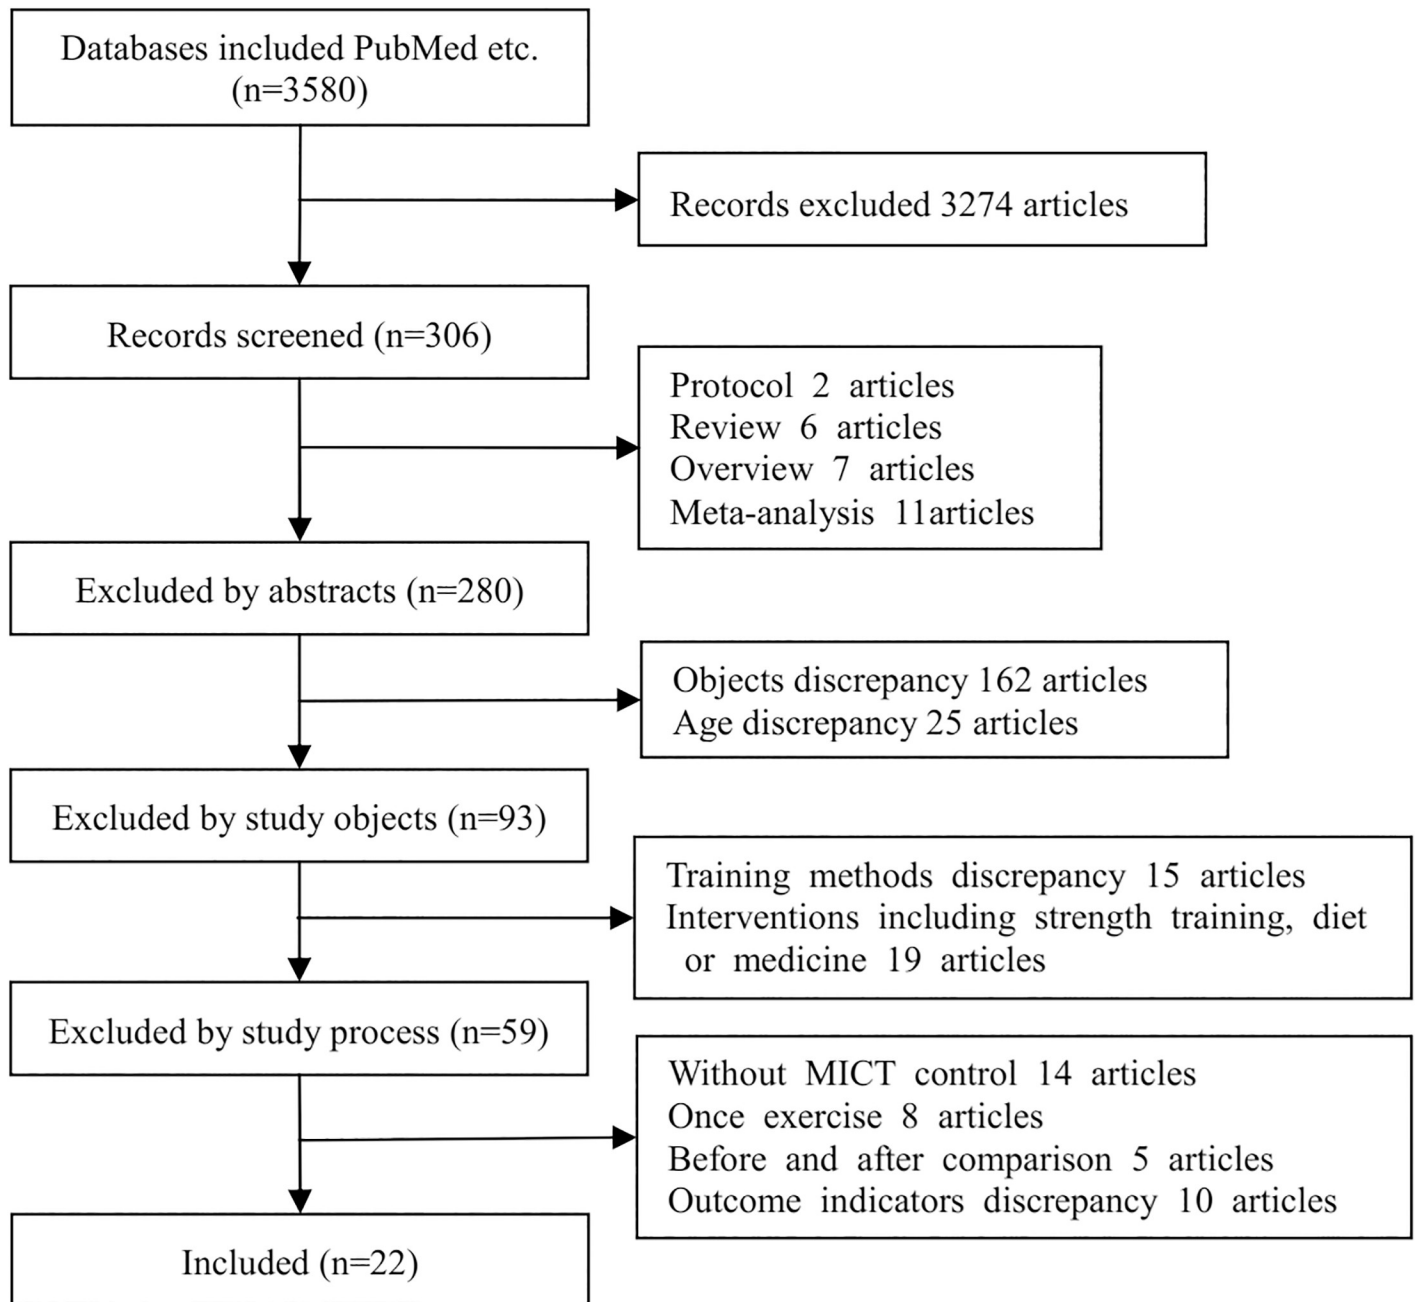 Databases included PubMed etc.
(n=3580)
Records excluded 3274 articles
Records screened (n=306)
Protocol 2 articles
Review 6 articles
Overview 7 articles
Meta-analysis 11articles
Excluded by abstracts (n=280)
Objects discrepancy 162 articles
Age discrepancy 25 articles
Excluded by study objects (n=93)
Training methods discrepancy 15 articles
Interventions including strength training, diet
or medicine 19 articles
Excluded by study process (n=59)
Without MICT control 14 articles
Once exercise 8 articles
Before and after comparison 5 articles
Outcome indicators discrepancy 10 articles
Included (n=22)